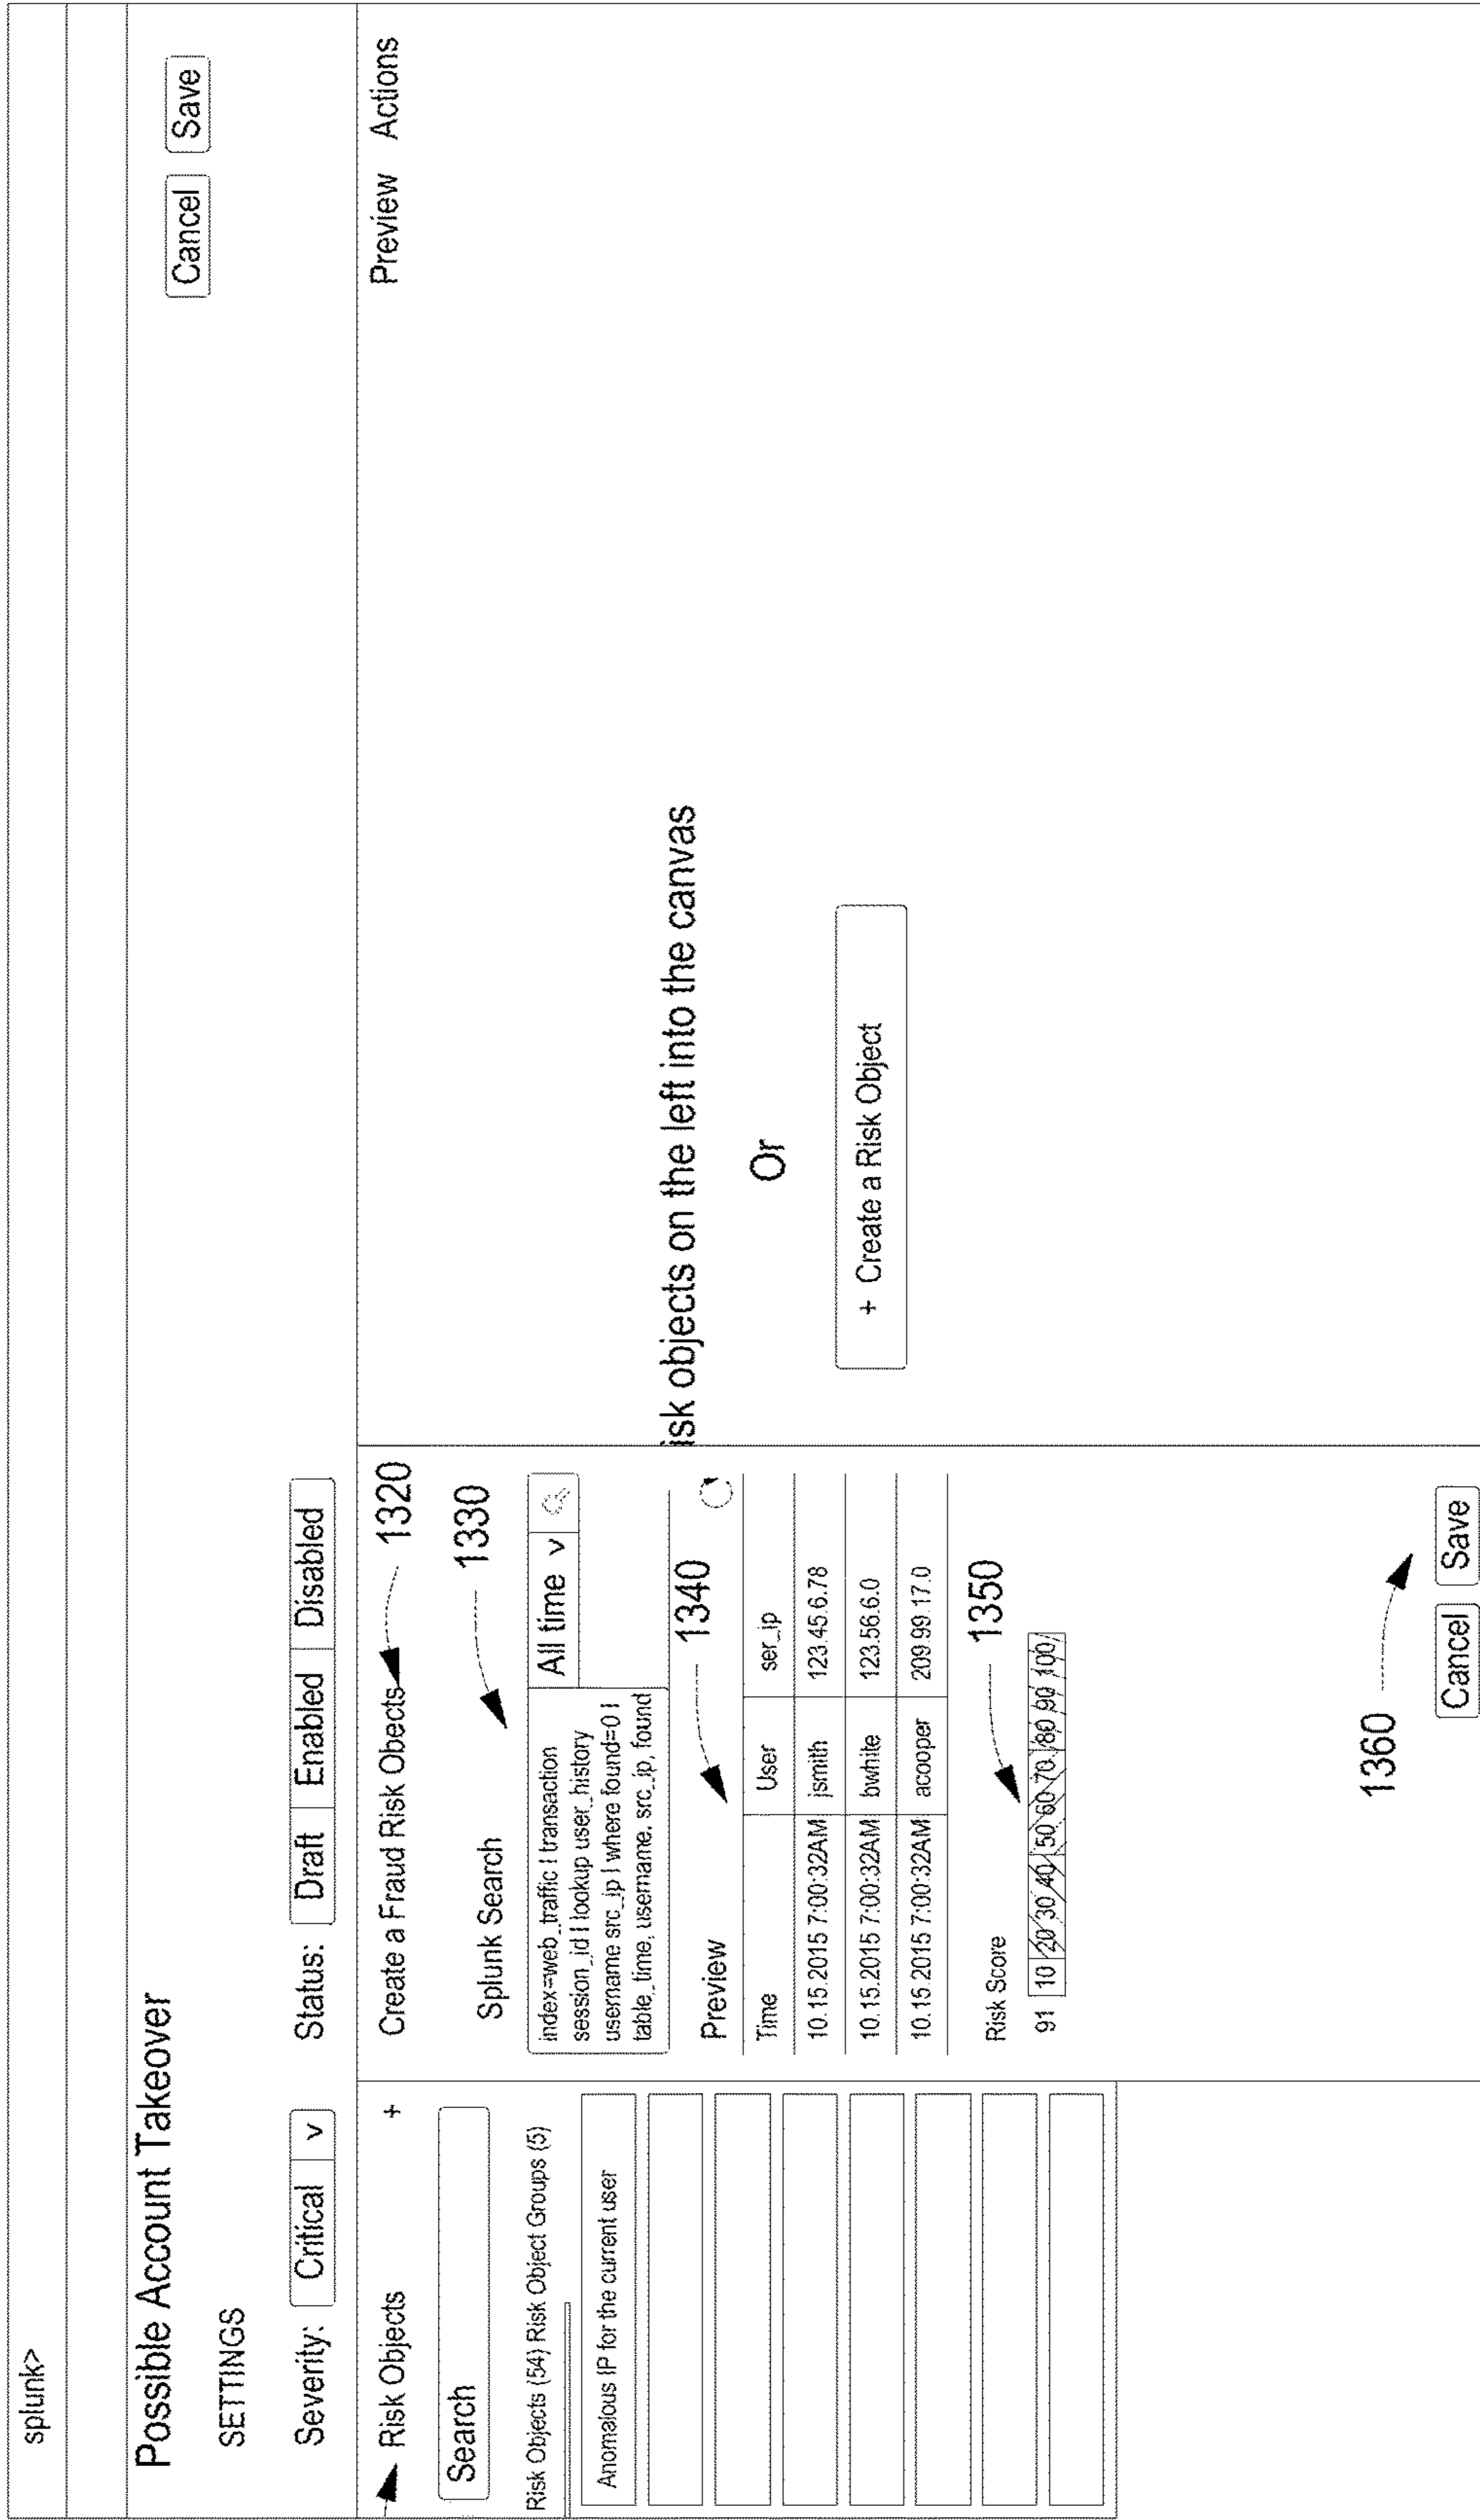 splunk>
Possible Account Takeover
Cancel Save
SETTINGS
Severity: Critical v Status: Draft Enabled Disabled
Risk Objects +
Search
Risk Objects (54) Risk Object Groups (5)
Anomalous IP for the current user
Create a Fraud Risk Obects 1320
Splunk Search 1330
index=web_traffic | transaction
session_id | lookup user_history
username src_ip | where found=0 |
table_time, username, src_ip, found
All time v
Preview 1340
Time User ser_ip
10.15.2015 7:00:32AM jsmith 123.45.6.78
10.15.2015 7:00:32AM bwhite 123.56.6.0
10.15.2015 7:00:32AM acooper 209.99.17.0
Risk Score 1350
91 10 20 30 40 50 60 70 80 90 100
1360
Cancel Save
Preview Actions
isk objects on the left into the canvas
Or
+ Create a Risk Object